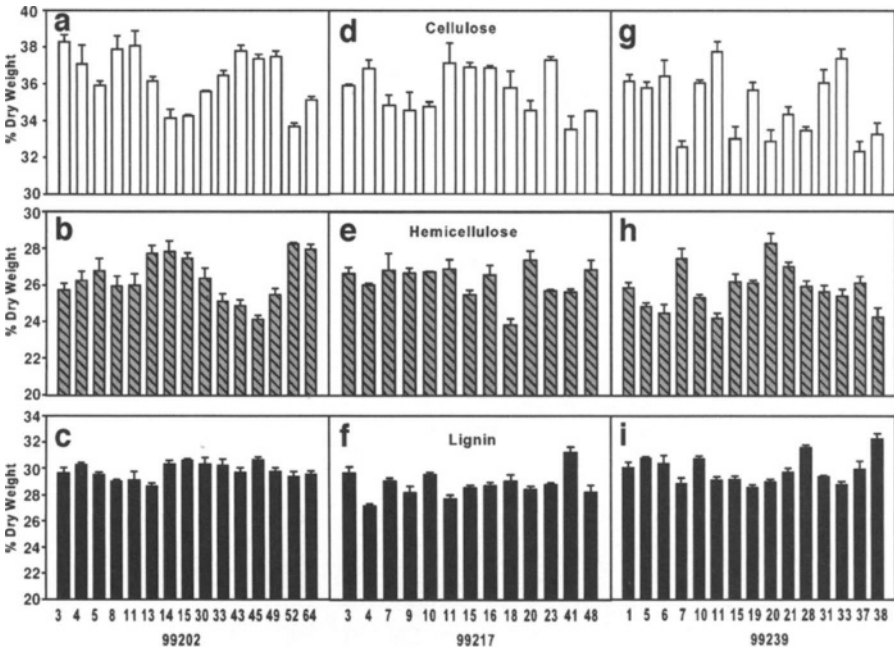 a
d
Cellulose
g
% Dry Weight
40
38
36
34
32
30
b
e
Hemicellulose
h
% Dry Weight
28
26
24
22
20
c
f
Lignin
i
% Dry Weight
34
32
30
28
26
24
22
20
3 4 5 8 11 13 14 15 30 33 43 45 49 52 64
3 4 7 9 10 11 15 16 18 20 23 41 48
1 5 6 7 10 11 15 19 20 21 28 31 33 37 38
99202
99217
99239